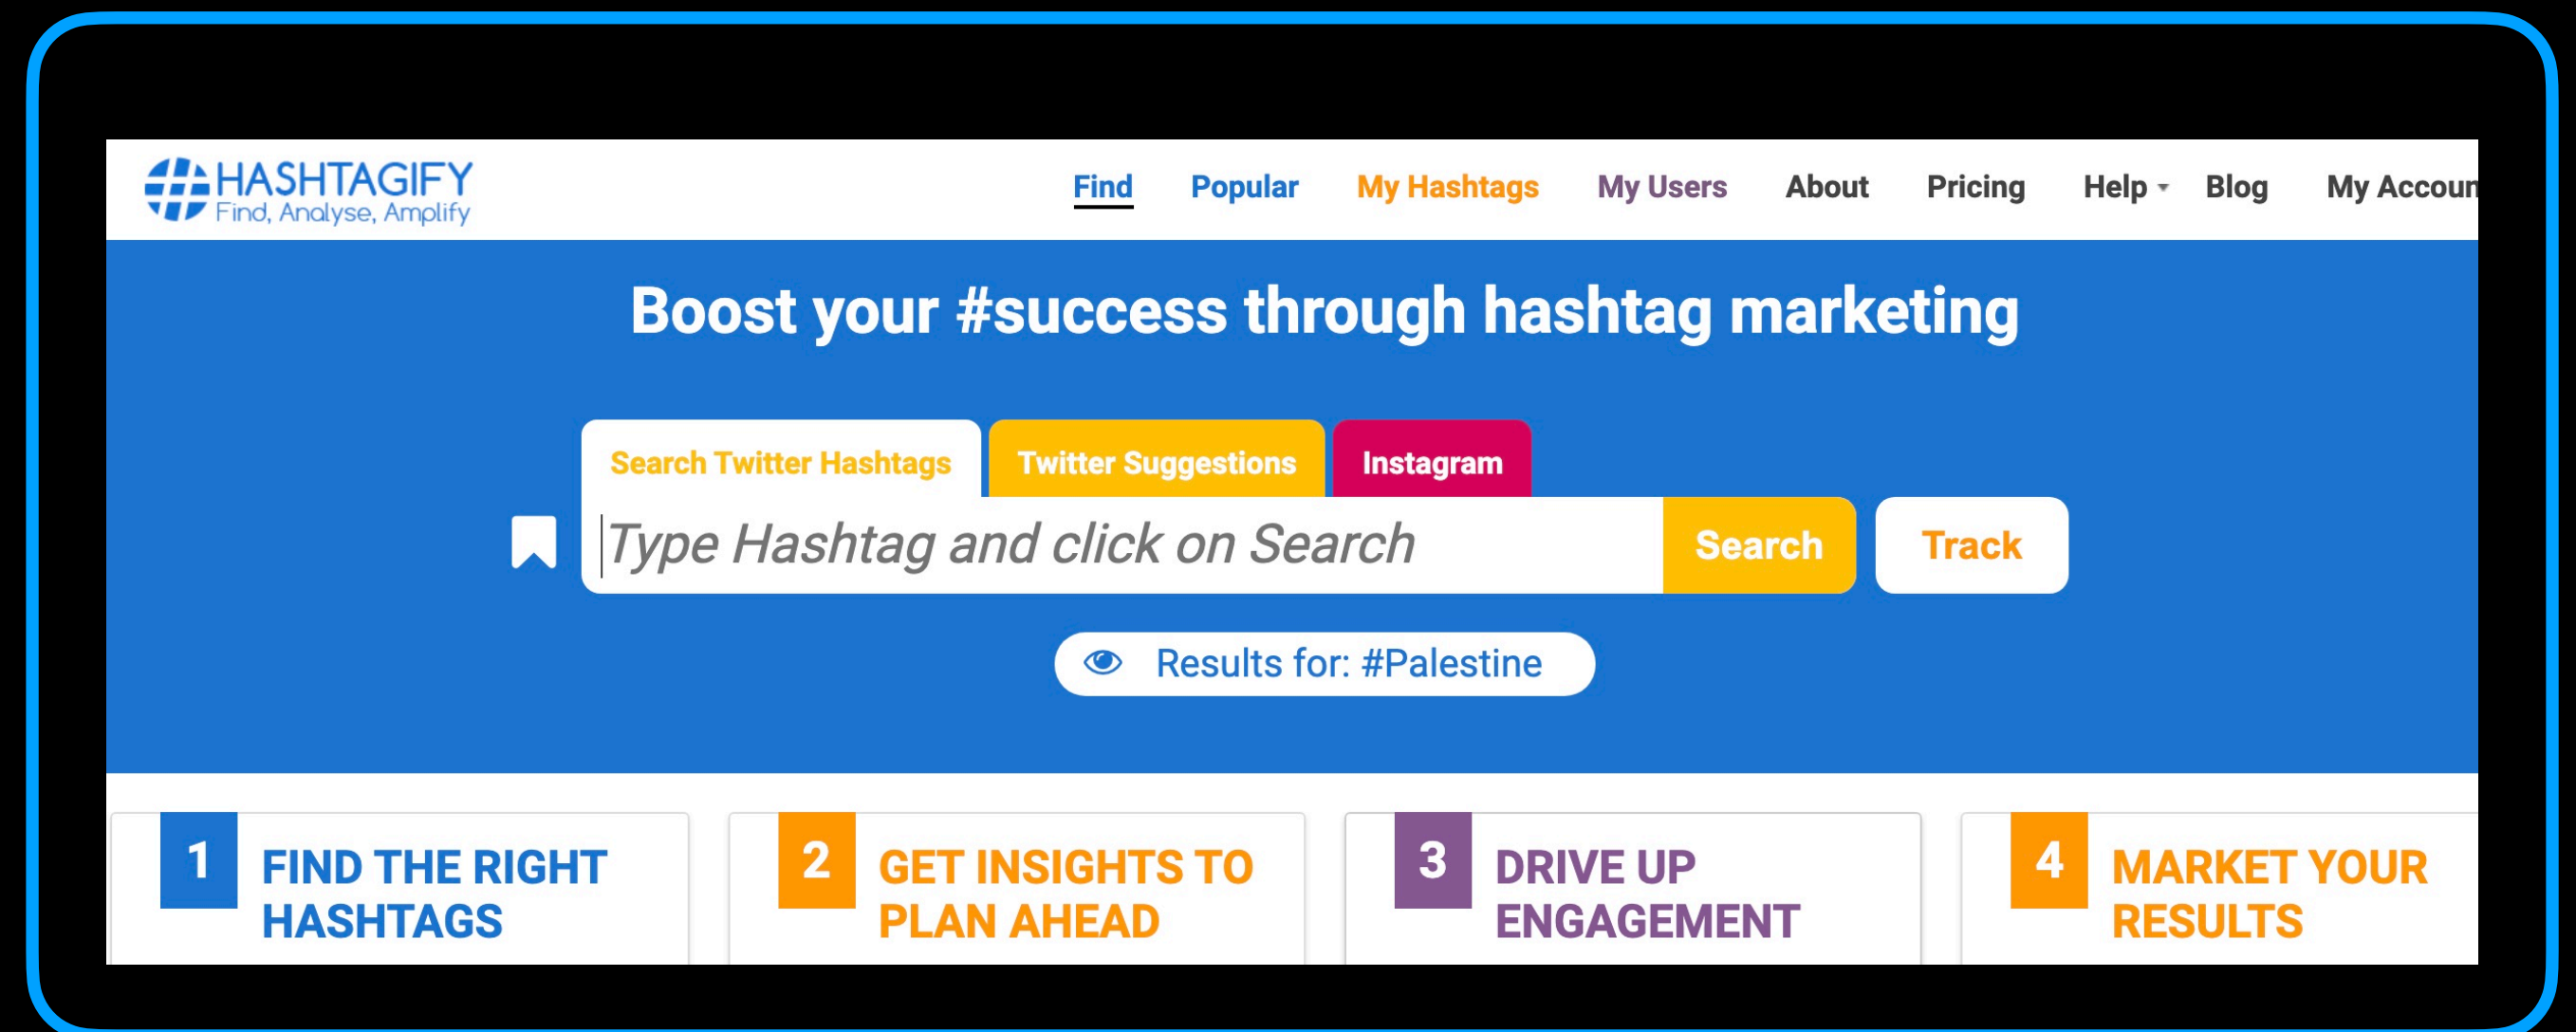 HASHTAGIFY
Find, Analyse, Amplify
Find Popular My Hashtags My Users About Pricing Help Blog My Accoun
Boost your #success through hashtag marketing
Search Twitter Hashtags Twitter Suggestions Instagram
Type Hashtag and click on Search Search Track
Results for: #Palestine
1 FIND THE RIGHT
HASHTAGS
2 GET INSIGHTS TO
PLAN AHEAD
3 DRIVE UP
ENGAGEMENT
4 MARKET YOUR
RESULTS